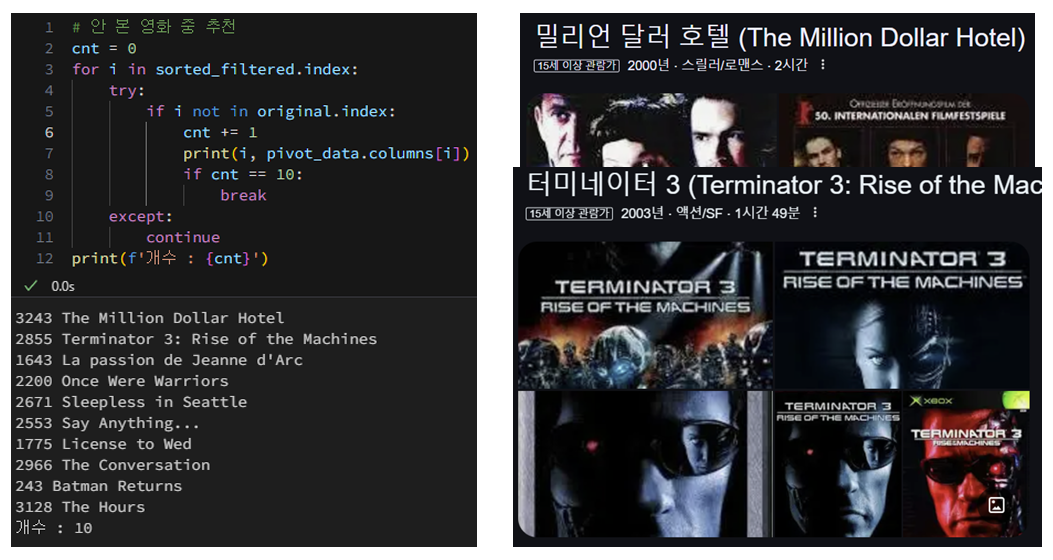 1 # 안 본 영화 중 추천
2 cnt = 0
3 for i in sorted_filtered.index:
4 try:
5 if i not in original.index:
6 cnt += 1
7 print(i, pivot_data.columns[i])
8 if cnt == 10:
9 break
10 except:
11 continue
12 print(f'개수 : {cnt}')
0.0s
3243 The Million Dollar Hotel
2855 Terminator 3: Rise of the Machines
1643 La passion de Jeanne d'Arc
2200 Once Were Warriors
2671 Sleepless in Seattle
2553 Say Anything...
1775 License to Wed
2966 The Conversation
243 Batman Returns
3128 The Hours
개수 : 10
밀리언 달러 호텔 (The Million Dollar Hotel)
15세 이상 관람가 2000년 · 스릴러/로맨스 · 2시간
OFFIZIELLER ERÖFFNUNGSFILM DER
50. INTERNATIONALEN FILMFESTSPIELE
터미네이터 3 (Terminator 3: Rise of the Mac
15세 이상 관람가 2003년 · 액션/SF · 1시간 49분
TERMINATOR 3
RISE OF THE MACHINES
TERMINATOR 3
RISE OF THE MACHINES
TERMINATOR 3
RISE OF THE MACHINES
XBOX
TERMINATOR 3
RISE OF THE MACHINES